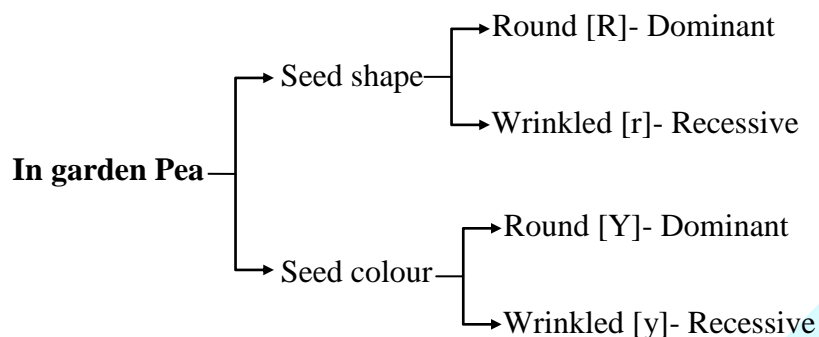 Round [R]- Dominant
Seed shape
Wrinkled [r]- Recessive
In garden Pea
Round [Y]- Dominant
Seed colour
Wrinkled [y]- Recessive